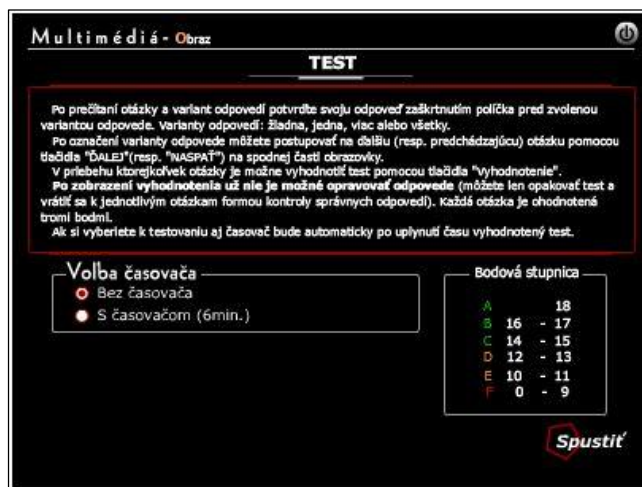 Multimédiá - Obraz
TEST
Po prečítaní otázky a variant odpovedí potvrďte svoju odpoveď zaškrtnutím políčka pred zvolenou
variantou odpovede. Varianty odpovedí: žiadna, jedna, viac alebo všetky.
Po označení varianty odpovede môžete postupovať na ďalšiu (resp. predchádzajúcu) otázku pomocou
tlačidla "ĎALEJ"(resp. "NASPAŤ") na spodnej časti obrazovky.
V priebehu ktorejkoľvek otázky je možne vyhodnotiť test pomocou tlačidla "Vyhodnotenie".
Po zobrazení vyhodnotenia už nie je možné opravovať odpovede (môžete len opakovať test a
vrátiť sa k jednotlivým otázkam formou kontroly správnych odpovedí). Každá otázka je ohodnotená
tromi bodmi.
Ak si vyberiete k testovaniu aj časovač bude automaticky po uplynutí času vyhodnotený test.
Voľba časovača
Bez časovača
S časovačom (6min.)
Bodová stupnica
A 18
B 16 - 17
C 14 - 15
D 12 - 13
E 10 - 11
F 0 - 9
Spustiť